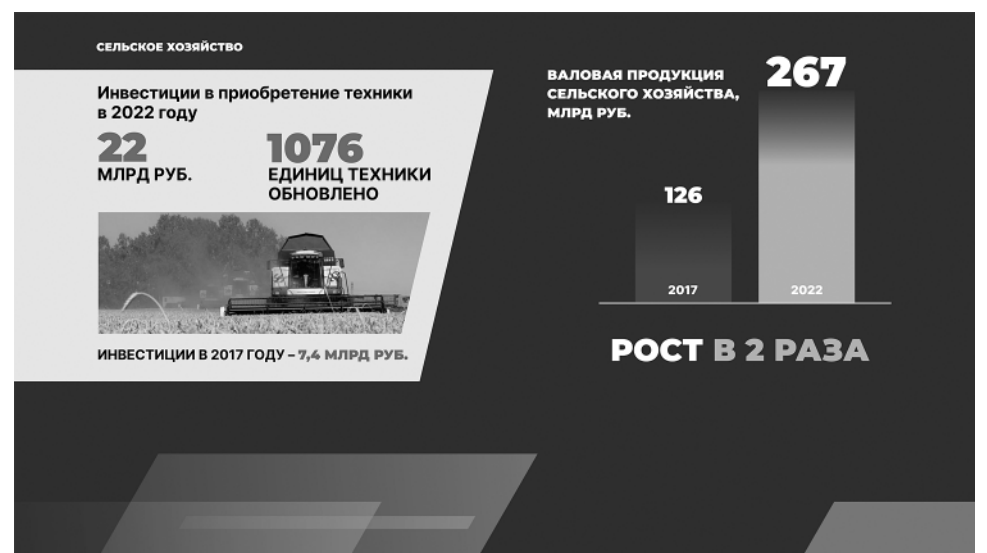 СЕЛЬСКОЕ ХОЗЯЙСТВО
Инвестиции в приобретение техники
в 2022 году
22
МЛРД РУБ.
1076
ЕДИНИЦ ТЕХНИКИ
ОБНОВЛЕНО
ИНВЕСТИЦИИ В 2017 ГОДУ – 7,4 МЛРД РУБ.
ВАЛОВАЯ ПРОДУКЦИЯ
СЕЛЬСКОГО ХОЗЯЙСТВА,
МЛРД РУБ.
267
126
2017
2022
РОСТ В 2 РАЗА